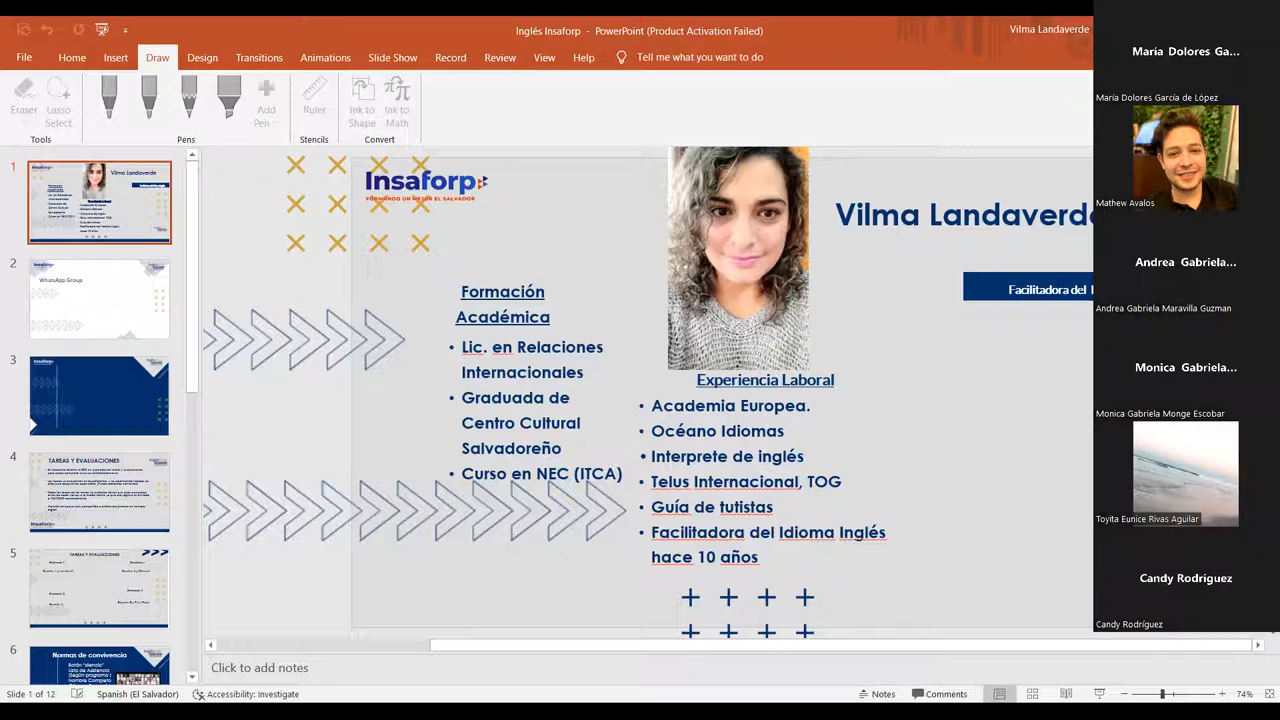 Inglés Insaforp - PowerPoint (Product Activation Failed)
Vilma Landaverde
File Home Insert Draw Design Transitions Animations Slide Show Record Review View Help Tell me what you want to do
Eraser
Lasso Select
Add Pen
Ruler
Ink to Shape
Ink to Math
Tools Pens Stencils Convert
1
2
WhatsApp Group
3
4
TAREAS Y EVALUACIONES
5
TAREAS Y EVALUACIONES
6
Normas de convivencia
Insaforp
FORMANDO UN MEJOR EL SALVADOR
Vilma Landaverde
Facilitadora del
Formación
Académica
• Lic. en Relaciones
Internacionales
• Graduada de
Centro Cultural
Salvadoreño
• Curso en NEC (ITCA)
Experiencia Laboral
• Academia Europea.
• Océano Idiomas
• Interprete de inglés
• Telus Internacional, TOG
• Guía de tutistas
• Facilitadora del Idioma Inglés
hace 10 años
María Dolores Ga...
María Dolores García de López
Mathew Avalos
Andrea Gabriela...
Andrea Gabriela Maravilla Guzman
Monica Gabriela...
Monica Gabriela Monge Escobar
Toyita Eunice Rivas Aguilar
Candy Rodríguez
Candy Rodríguez
Click to add notes
Slide 1 of 12 Spanish (El Salvador) Accessibility: Investigate Notes Comments 74%